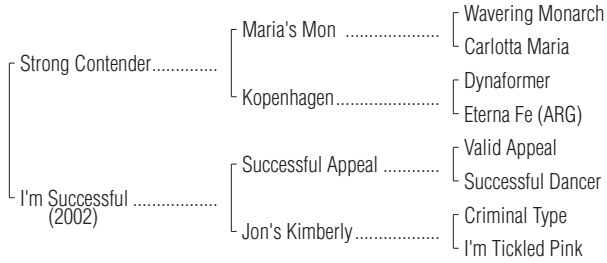 Wavering Monarch
Maria's Mon ..................
Carlotta Maria
Strong Contender..............
Dynaformer
Kopenhagen....................
Eterna Fe (ARG)
Valid Appeal
Successful Appeal ............
Successful Dancer
I'm Successful ................
(2002)
Criminal Type
Jon's Kimberly.................
I'm Tickled Pink